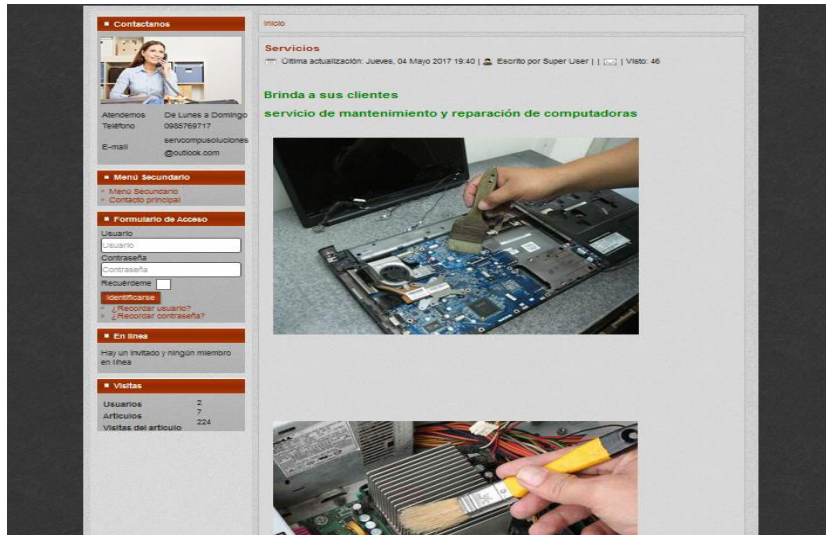 Contactanos
Atendemos De Lunes a Domingo
Teléfono 0985769717
E-mail servcompusoluciones
@outlook.com
Menú Secundario
Menú Secundario
Contacto principal
Formulario de Acceso
Usuario
Usuario
Contraseña
Contraseña
Recuérdeme
Identificarse
¿Recordar usuario?
¿Recordar contraseña?
En línea
Hay un invitado y ningún miembro
en línea
Visitas
Usuarios 2
Artículos 7
Visitas del artículo 224
Inicio
Servicios
Última actualización: Jueves, 04 Mayo 2017 19:40 | Escrito por Super User | | | Visto: 46
Brinda a sus clientes
servicio de mantenimiento y reparación de computadoras